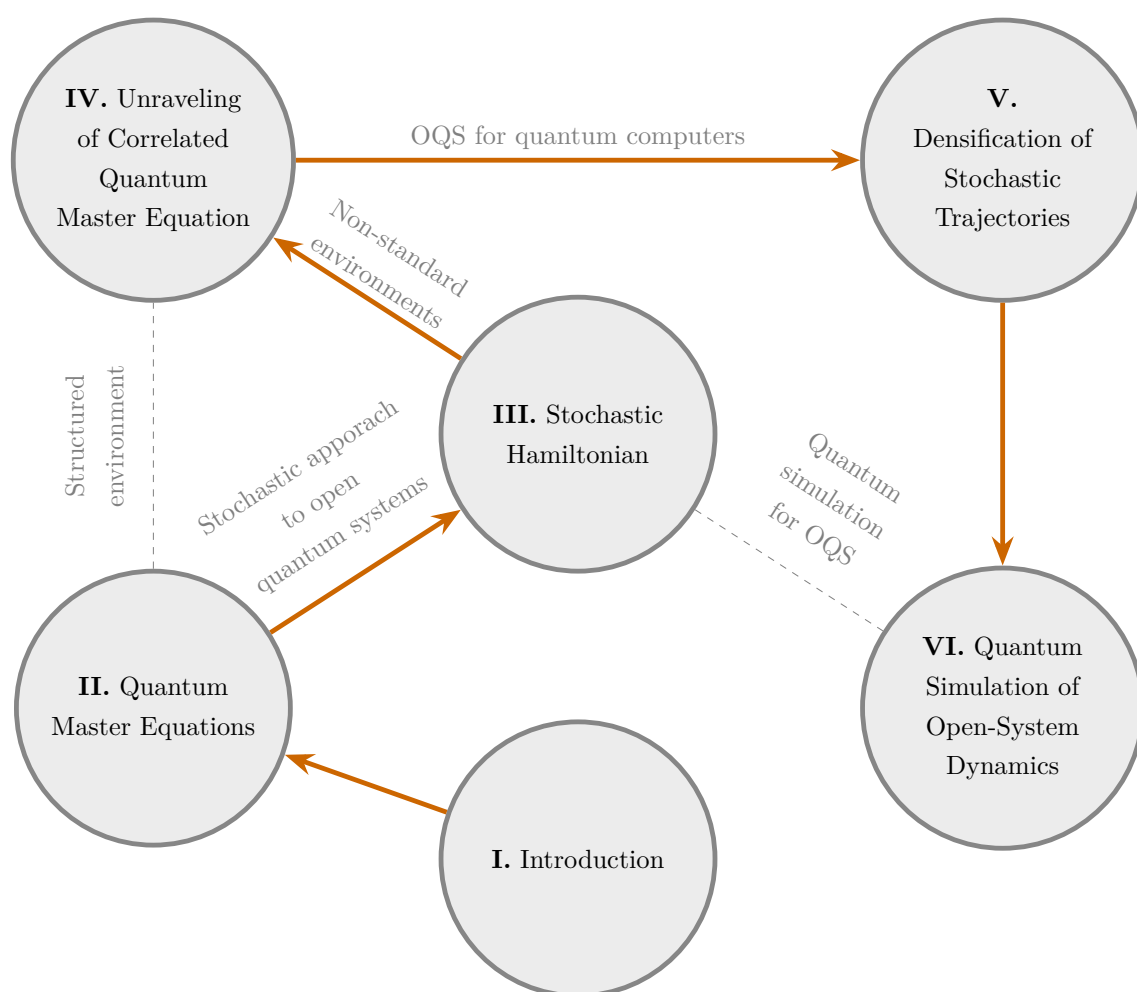 IV. Unraveling
of Correlated
Quantum
Master Equation
OQS for quantum computers
V.
Densification of
Stochastic
Trajectories
Non-standard
environments
Structured
environment
Stochastic apporach
to open
quantum systems
III. Stochastic
Hamiltonian
Quantum
simulation
for OQS
II. Quantum
Master Equations
VI. Quantum
Simulation of
Open-System
Dynamics
I. Introduction